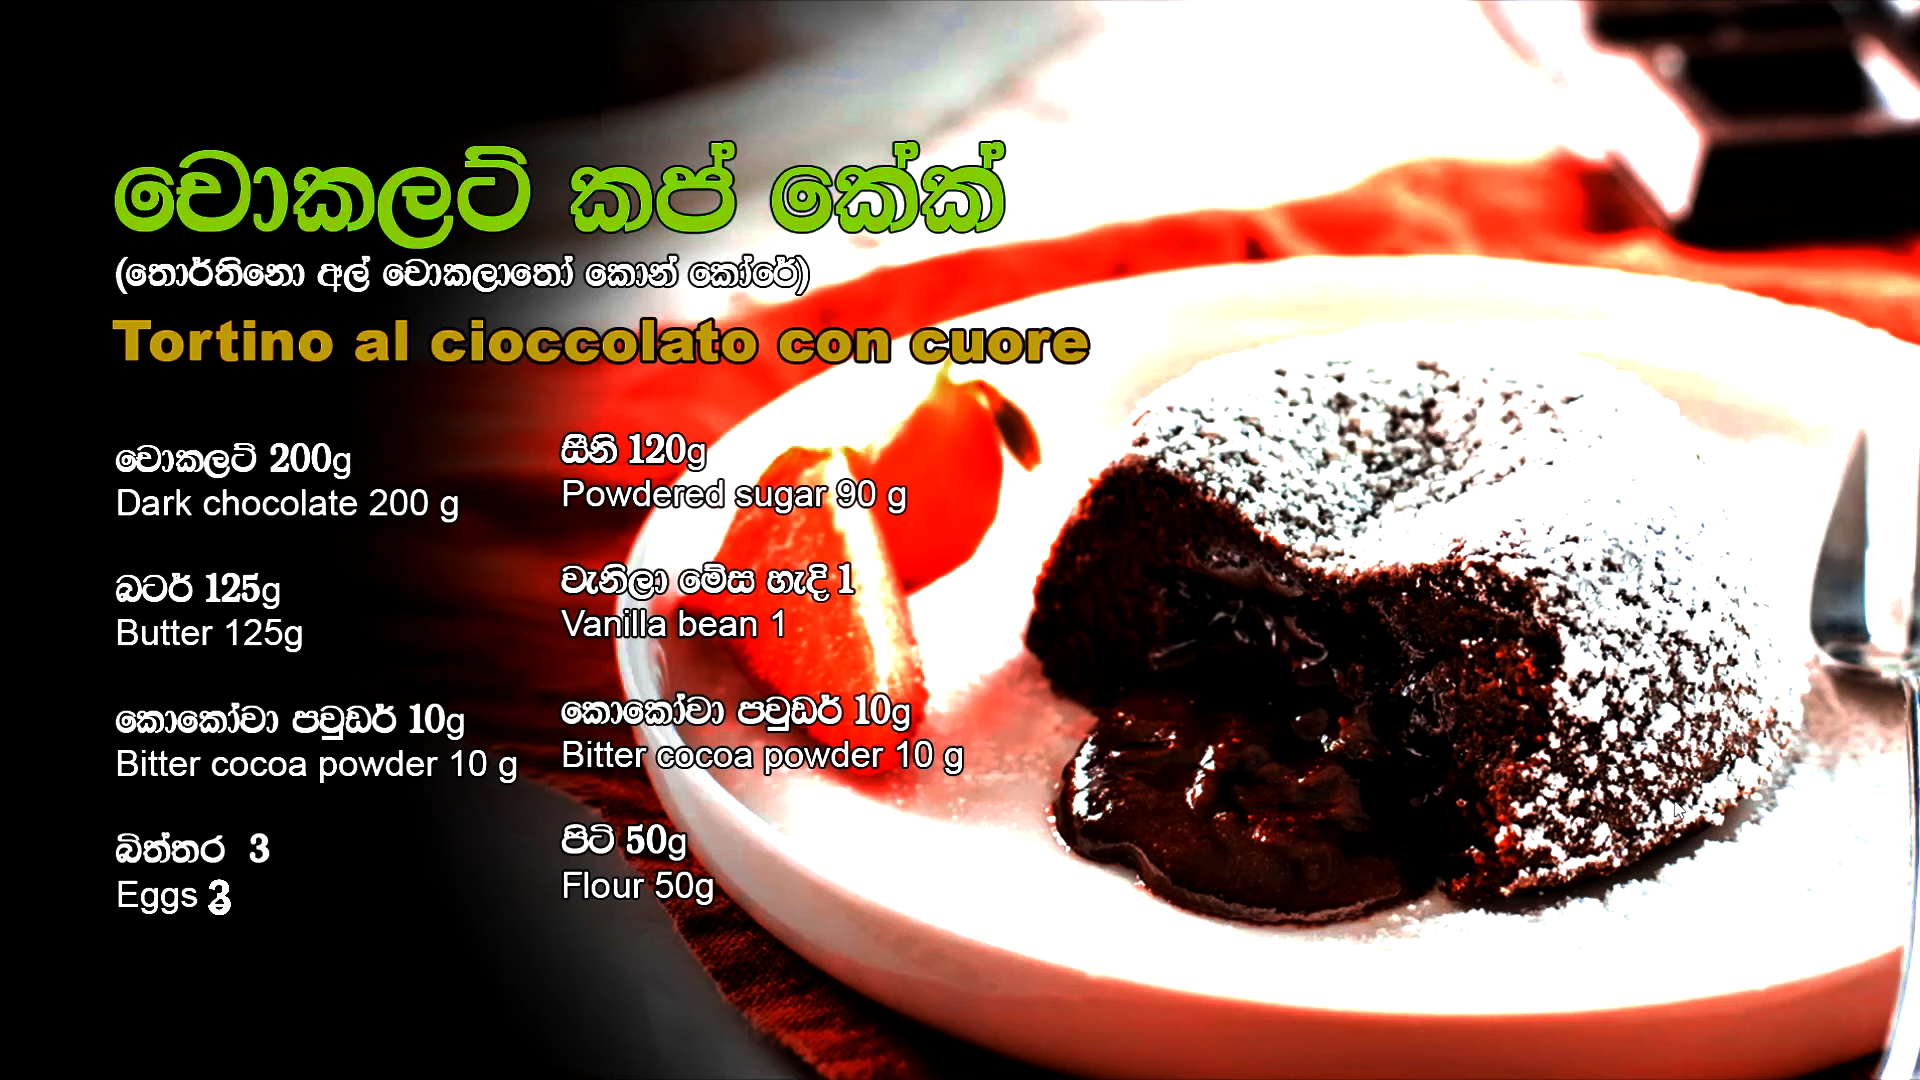 චොකලට් කප් කේක්
(තොර්තිනො අල් චොකලාතෝ කොන් කෝරේ)
Tortino al cioccolato con cuore
චොකලට් 200g
Dark chocolate 200 g
බටර් 125g
Butter 125g
කොකෝවා පවුඩර් 10g
Bitter cocoa powder 10 g
බිත්තර 3
Eggs
සීනි 120g
Powdered sugar 90 g
වැනිලා මේස හැදි 1
Vanilla bean 1
කොකෝවා පවුඩර් 10g
Bitter cocoa powder 10 g
පිටි 50g
Flour 50g